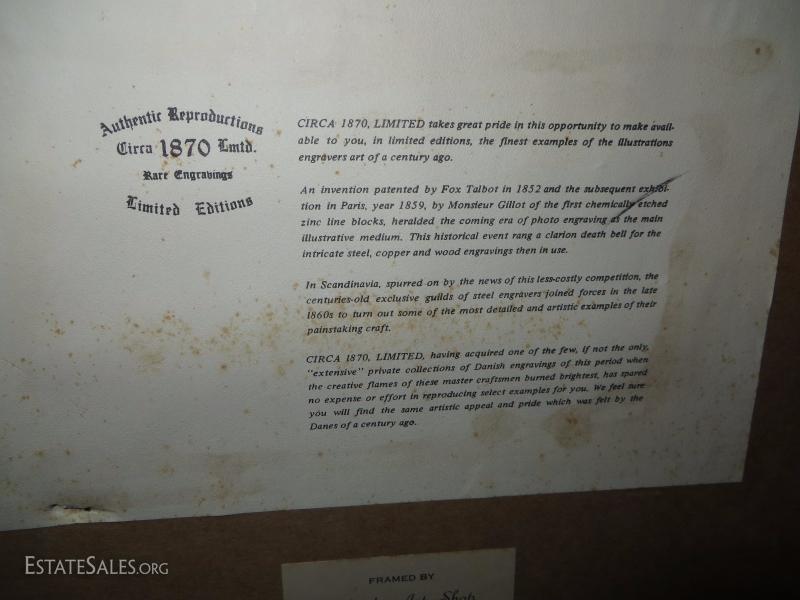 Authentic Reproductions
Circa 1870 Lmtd.
Rare Engravings
Limited Editions
CIRCA 1870, LIMITED takes great pride in this opportunity to make avail-
able to you, in limited editions, the finest examples of the illustrations
engravers art of a century ago.
An invention patented by Fox Talbot in 1852 and the subsequent exhibi-
tion in Paris, year 1859, by Monsieur Gillot of the first chemically etched
zinc line blocks, heralded the coming era of photo engraving as the main
illustrative medium. This historical event rang a clarion death bell for the
intricate steel, copper and wood engravings then in use.
In Scandinavia, spurred on by the news of this less-costly competition, the
centuries-old exclusive guilds of steel engravers joined forces in the late
1860s to turn out some of the most detailed and artistic examples of their
painstaking craft.
CIRCA 1870, LIMITED, having acquired one of the few, if not the only,
"extensive" private collections of Danish engravings of this period when
the creative flames of these master craftsmen burned brightest, has spared
no expense or effort in reproducing select examples for you. We feel sure
you will find the same artistic appeal and pride which was felt by the
Danes of a century ago.
FRAMED BY
Shop
ESTATESALES.ORG